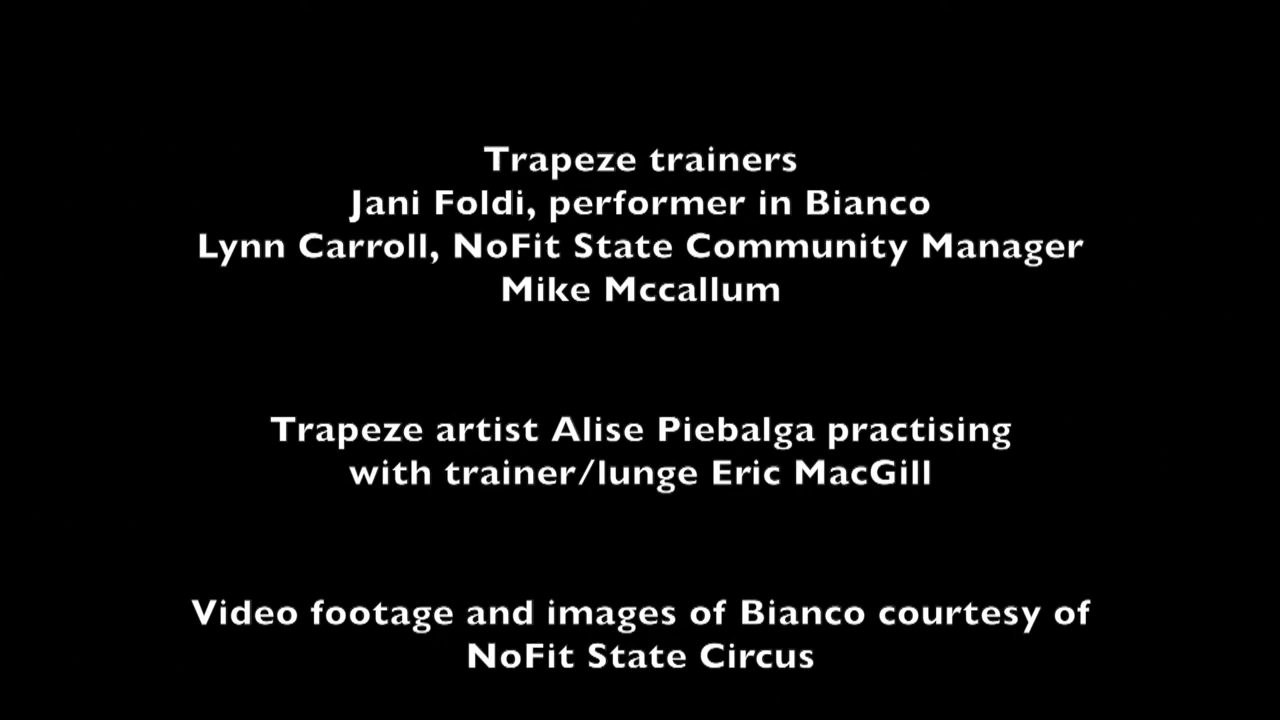 Trapeze trainers
Jani Foldi, performer in Bianco
Lynn Carroll, NoFit State Community Manager
Mike Mccallum
Trapeze artist Alise Piebalga practising
with trainer/lunge Eric MacGill
Video footage and images of Bianco courtesy of
NoFit State Circus